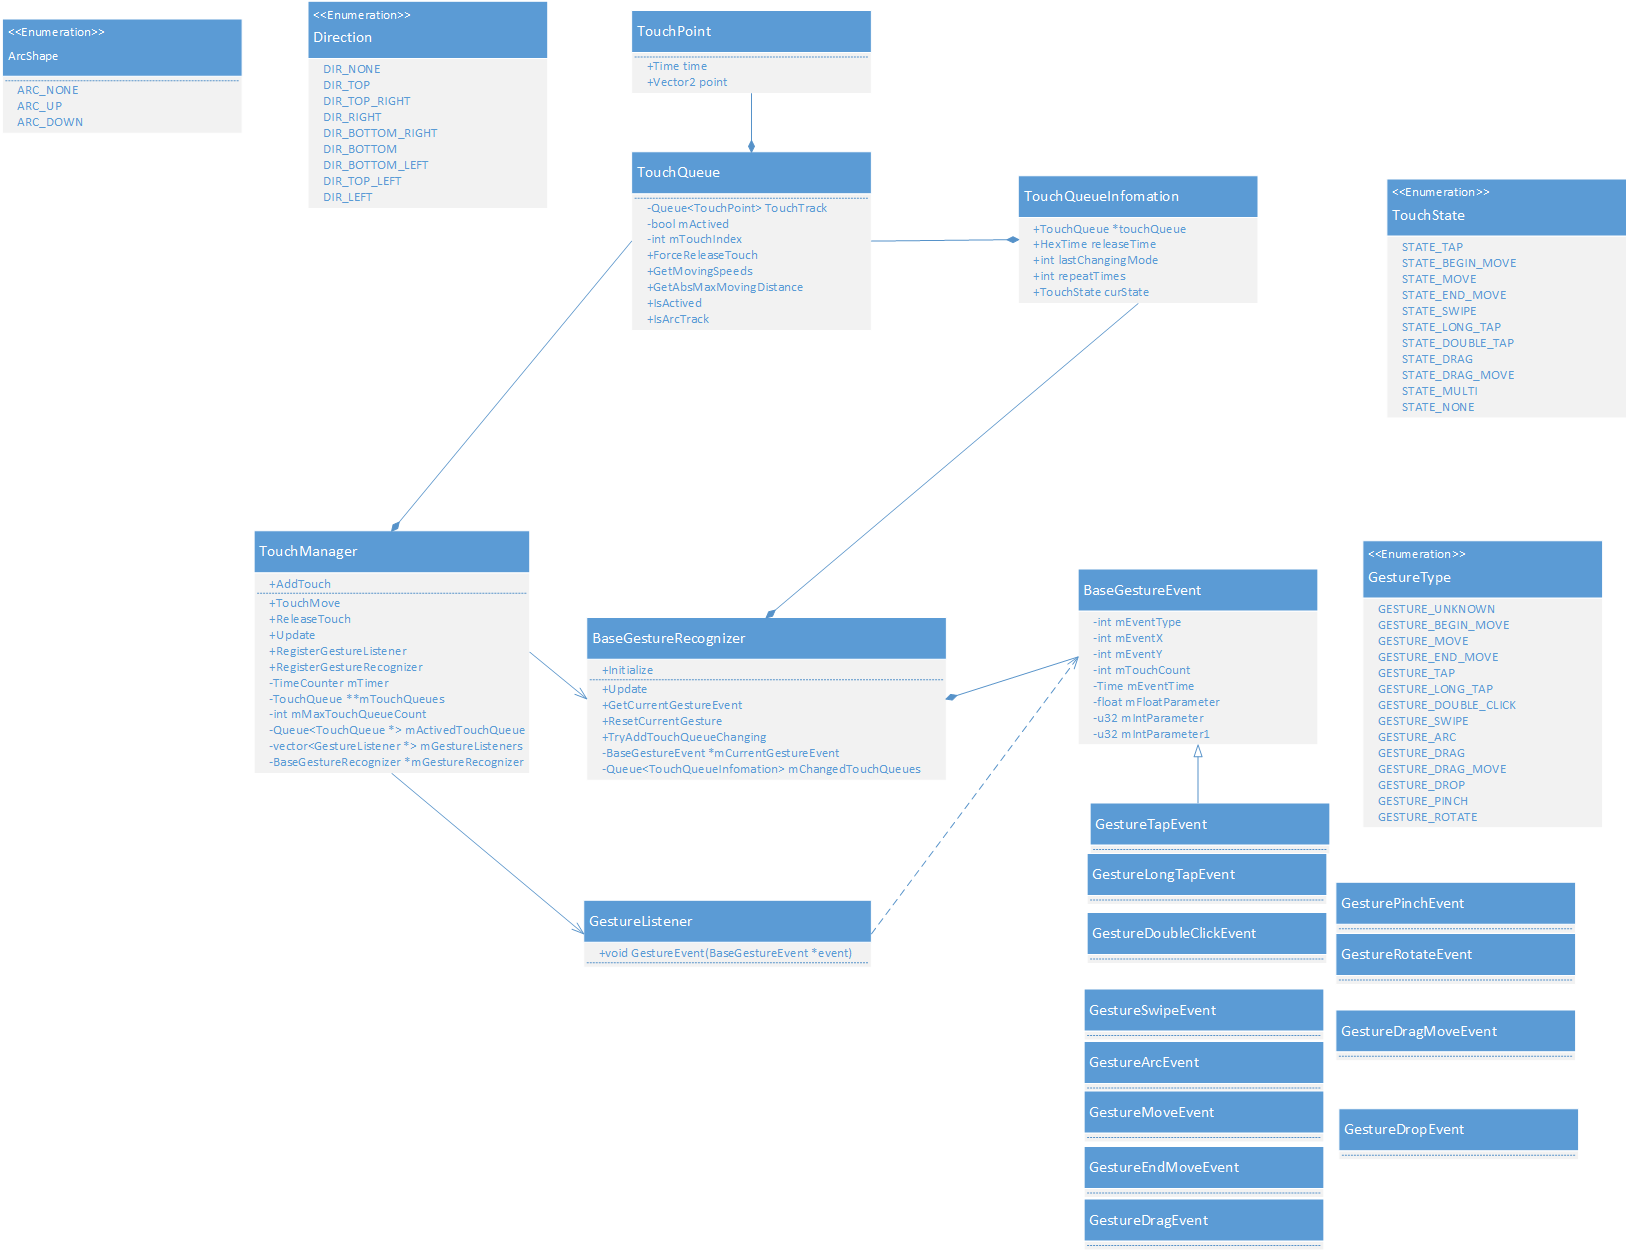 <<Enumeration>>
ArcShape
ARC_NONE
ARC_UP
ARC_DOWN
<<Enumeration>>
Direction
DIR_NONE
DIR_TOP
DIR_TOP_RIGHT
DIR_RIGHT
DIR_BOTTOM_RIGHT
DIR_BOTTOM
DIR_BOTTOM_LEFT
DIR_TOP_LEFT
DIR_LEFT
TouchPoint
+Time time
+Vector2 point
TouchQueue
-Queue<TouchPoint> TouchTrack
-bool mActived
-int mTouchIndex
+ForceReleaseTouch
+GetMovingSpeeds
+GetAbsMaxMovingDistance
+IsActived
+IsArcTrack
TouchQueueInfomation
+TouchQueue *touchQueue
+HexTime releaseTime
+int lastChangingMode
+int repeatTimes
+TouchState curState
<<Enumeration>>
TouchState
STATE_TAP
STATE_BEGIN_MOVE
STATE_MOVE
STATE_END_MOVE
STATE_SWIPE
STATE_LONG_TAP
STATE_DOUBLE_TAP
STATE_DRAG
STATE_DRAG_MOVE
STATE_MULTI
STATE_NONE
TouchManager
+AddTouch
+TouchMove
+ReleaseTouch
+Update
+RegisterGestureListener
+RegisterGestureRecognizer
-TimeCounter mTimer
-TouchQueue **mTouchQueues
-int mMaxTouchQueueCount
-Queue<TouchQueue *> mActivedTouchQueue
-vector<GestureListener *> mGestureListeners
-BaseGestureRecognizer *mGestureRecognizer
BaseGestureRecognizer
+Initialize
+Update
+GetCurrentGestureEvent
+ResetCurrentGesture
+TryAddTouchQueueChanging
-BaseGestureEvent *mCurrentGestureEvent
-Queue<TouchQueueInfomation> mChangedTouchQueues
BaseGestureEvent
-int mEventType
-int mEventX
-int mEventY
-int mTouchCount
-Time mEventTime
-float mFloatParameter
-u32 mIntParameter
-u32 mIntParameter1
<<Enumeration>>
GestureType
GESTURE_UNKNOWN
GESTURE_BEGIN_MOVE
GESTURE_MOVE
GESTURE_END_MOVE
GESTURE_TAP
GESTURE_LONG_TAP
GESTURE_DOUBLE_CLICK
GESTURE_SWIPE
GESTURE_ARC
GESTURE_DRAG
GESTURE_DRAG_MOVE
GESTURE_DROP
GESTURE_PINCH
GESTURE_ROTATE
GestureListener
+void GestureEvent(BaseGestureEvent *event)
GestureTapEvent
GestureLongTapEvent
GestureDoubleClickEvent
GestureSwipeEvent
GestureArcEvent
GestureMoveEvent
GestureEndMoveEvent
GestureDragEvent
GesturePinchEvent
GestureRotateEvent
GestureDragMoveEvent
GestureDropEvent